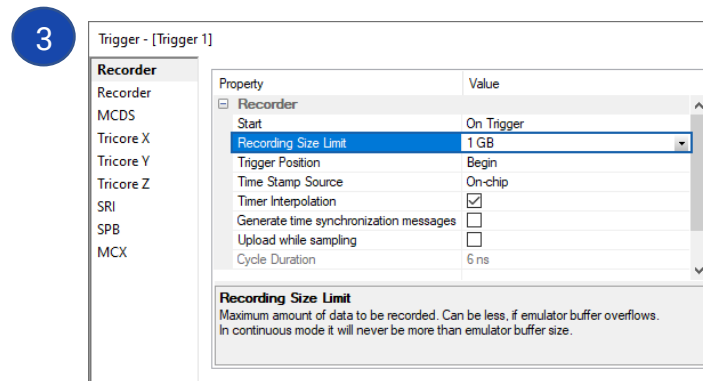 3
Trigger - [Trigger 1]
Recorder
Recorder
MCDS
Tricore X
Tricore Y
Tricore Z
SRI
SPB
MCX
Property Value
Recorder
Start On Trigger
Recording Size Limit 1 GB
Trigger Position Begin
Time Stamp Source On-chip
Timer Interpolation
Generate time synchronization messages
Upload while sampling
Cycle Duration 6 ns
Recording Size Limit
Maximum amount of data to be recorded. Can be less, if emulator buffer overflows.
In continuous mode it will never be more than emulator buffer size.